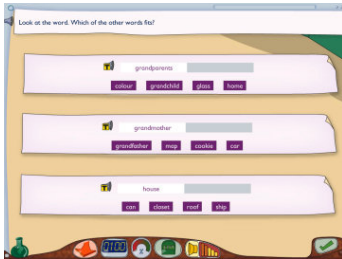 Look at the word. Which of the other words fits?
grandparents
colour grandchild glass home
grandmother
grandfather map cookie car
house
can closet roof ship